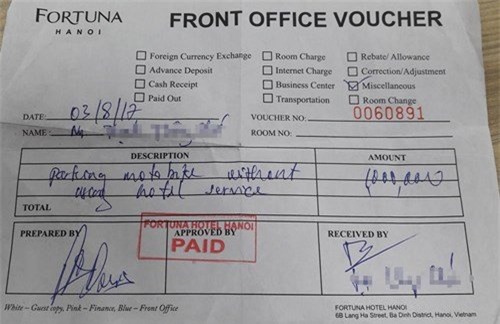 FORTUNA
HANOI
FRONT OFFICE VOUCHER
Foreign Currency Exchange Room Charge Rebate/ Allowance
Advance Deposit Internet Charge Correction/Adjustment
Cash Receipt Business Center Miscellaneous
Paid Out Transportation Room Change
DATE: 03/8/17 VOUCHER NO: 0060891
NAME: ROOM NO:
DESCRIPTION AMOUNT
parking motobike without 1,000,000
using hotel service
TOTAL
PREPARED BY APPROVED BY RECEIVED BY
FORTUNA HOTEL HANOI
PAID
White – Guest copy, Pink – Finance, Blue – Front Office
FORTUNA HOTEL HANOI
6B Lang Ha Street, Ba Dinh District, Hanoi, Vietnam